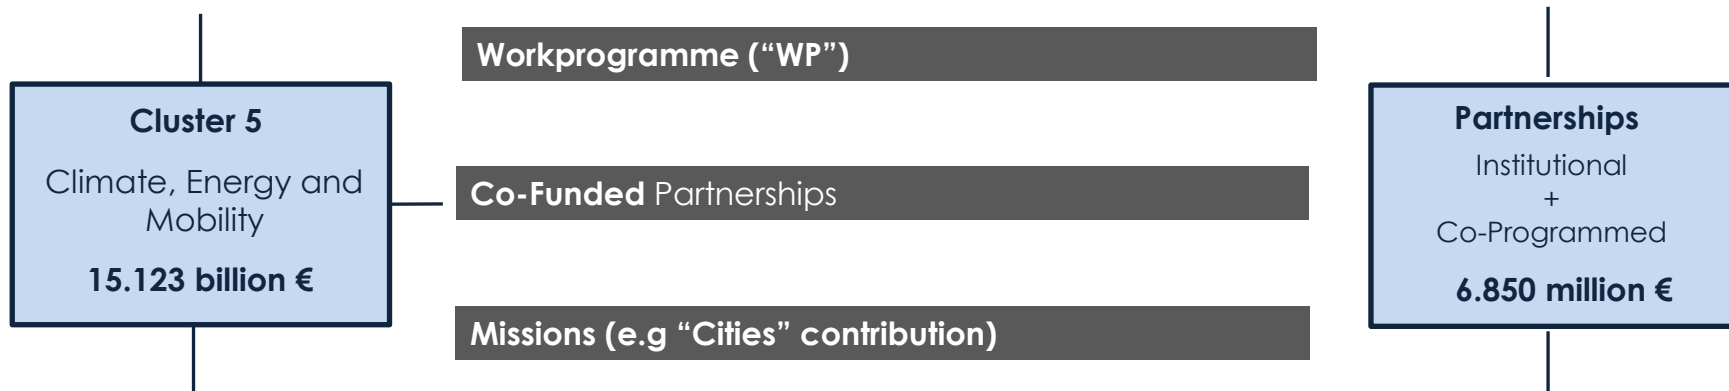 Cluster 5
Climate, Energy and
Mobility
15.123 billion €
Workprogramme (“WP”)
Co-Funded Partnerships
Missions (e.g “Cities” contribution)
Partnerships
Institutional
+
Co-Programmed
6.850 million €